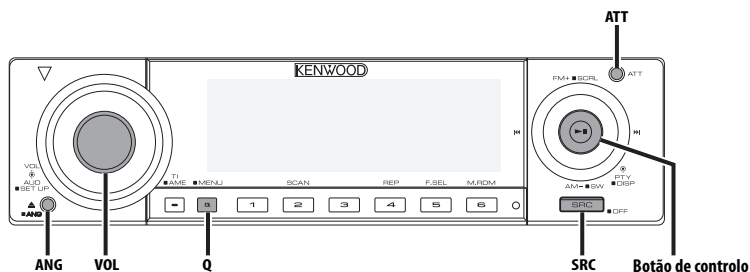 ATT
KENWOOD
FM+ ■SCRL
ATT
VOL
AUD
■SET UP
TI
■AME
■MENU
SCAN
REP
F.SEL
M.RDM
AM– ■SW
PTY
■DISP
▲
■ANG
–
Q
1
2
3
4
5
6
SRC
■OFF
ANG
VOL
Q
SRC
Botão de controlo